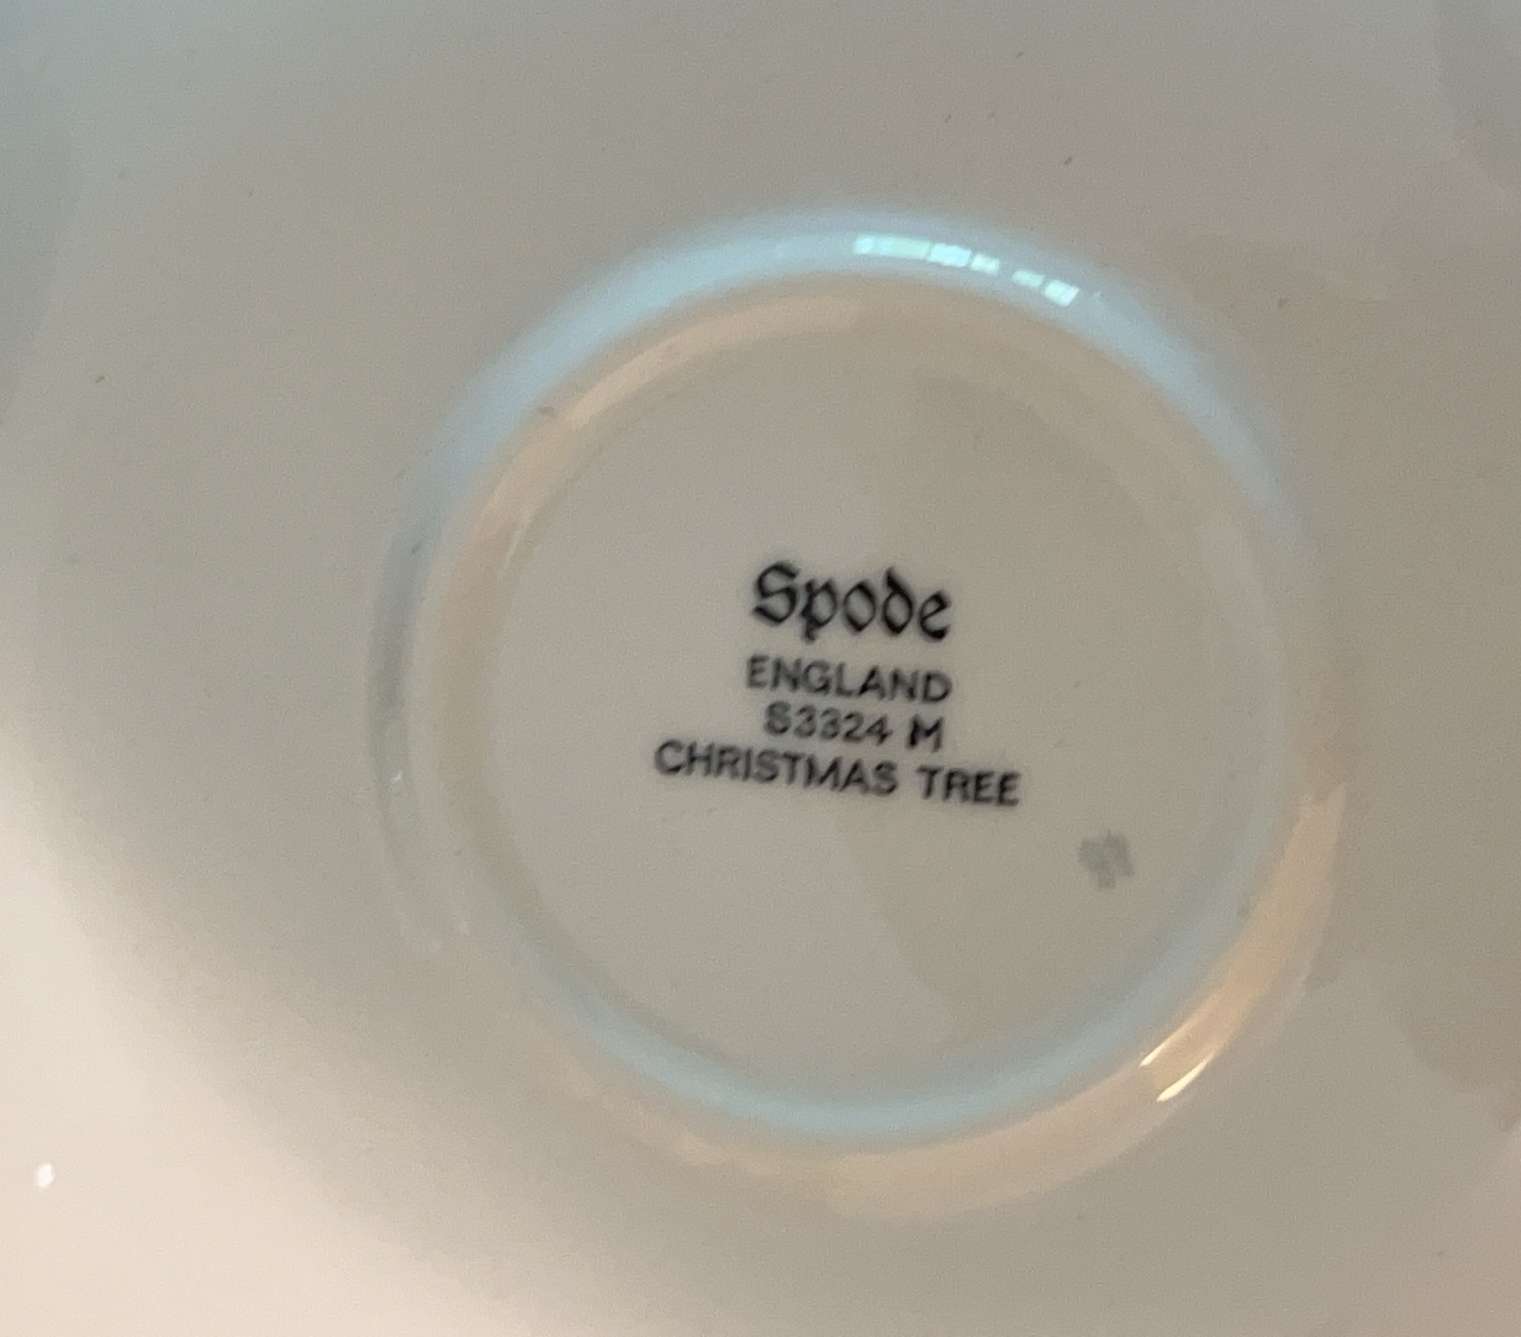 Spode
ENGLAND
S3324 M
CHRISTMAS TREE